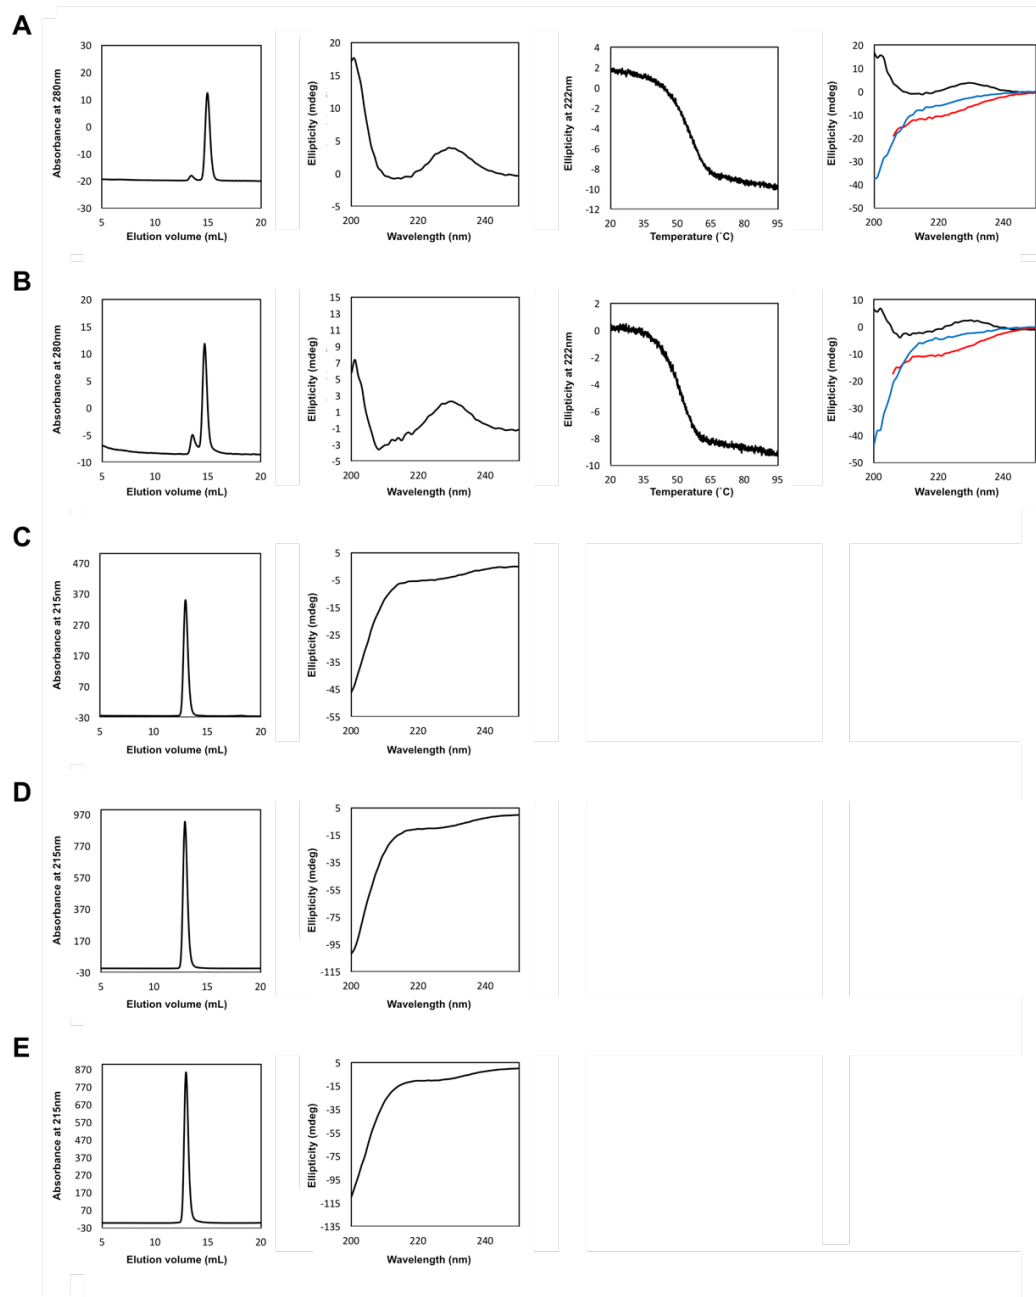 A
Absorbance at 280nm
30
20
10
0
-10
-20
-30
5 10 15 20
Elution volume (mL)
Ellipticity (mdeg)
20
15
10
5
0
-5
200 220 240
Wavelength (nm)
Ellipticity at 222nm
4
2
0
-2
-4
-6
-8
-10
-12
20 35 50 65 80 95
Temperature (˚C)
Ellipticity (mdeg)
20
10
0
-10
-20
-30
-40
-50
200 220 240
Wavelength (nm)
B
Absorbance at 280nm
20
15
10
5
0
-5
-10
5 10 15 20
Elution volume (mL)
Ellipticity (mdeg)
15
13
11
9
7
5
3
1
-1
-3
-5
200 220 240
Wavelength (nm)
Ellipticity at 222nm
2
0
-2
-4
-6
-8
-10
20 35 50 65 80 95
Temperature (˚C)
Ellipticity (mdeg)
10
0
-10
-20
-30
-40
-50
200 220 240
Wavelength (nm)
C
Absorbance at 215nm
470
370
270
170
70
-30
5 10 15 20
Elution volume (mL)
Ellipticity (mdeg)
5
-5
-15
-25
-35
-45
-55
200 220 240
Wavelength (nm)
D
Absorbance at 215nm
970
770
570
370
170
-30
5 10 15 20
Elution volume (mL)
Ellipticity (mdeg)
5
-15
-35
-55
-75
-95
-115
200 220 240
Wavelength (nm)
E
Absorbance at 215nm
870
770
670
570
470
370
270
170
70
-30
5 10 15 20
Elution volume (mL)
Ellipticity (mdeg)
5
-15
-35
-55
-75
-95
-115
-135
200 220 240
Wavelength (nm)